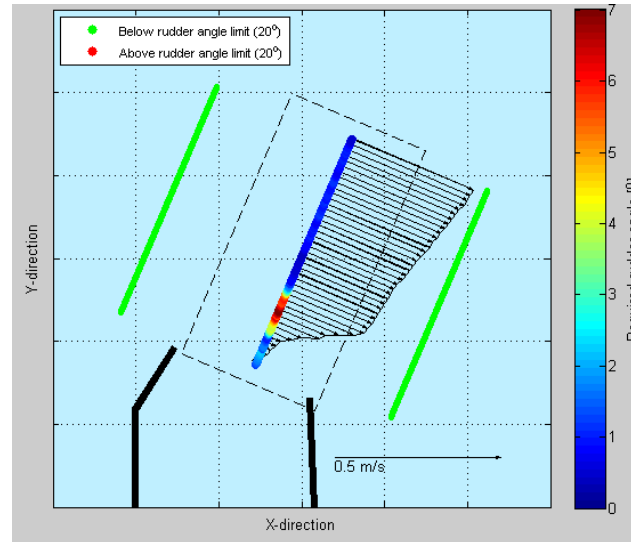 Below rudder angle limit (20°)
Above rudder angle limit (20°)
7
6
5
4
3
2
1
0
Y-direction
0.5 m/s
X-direction